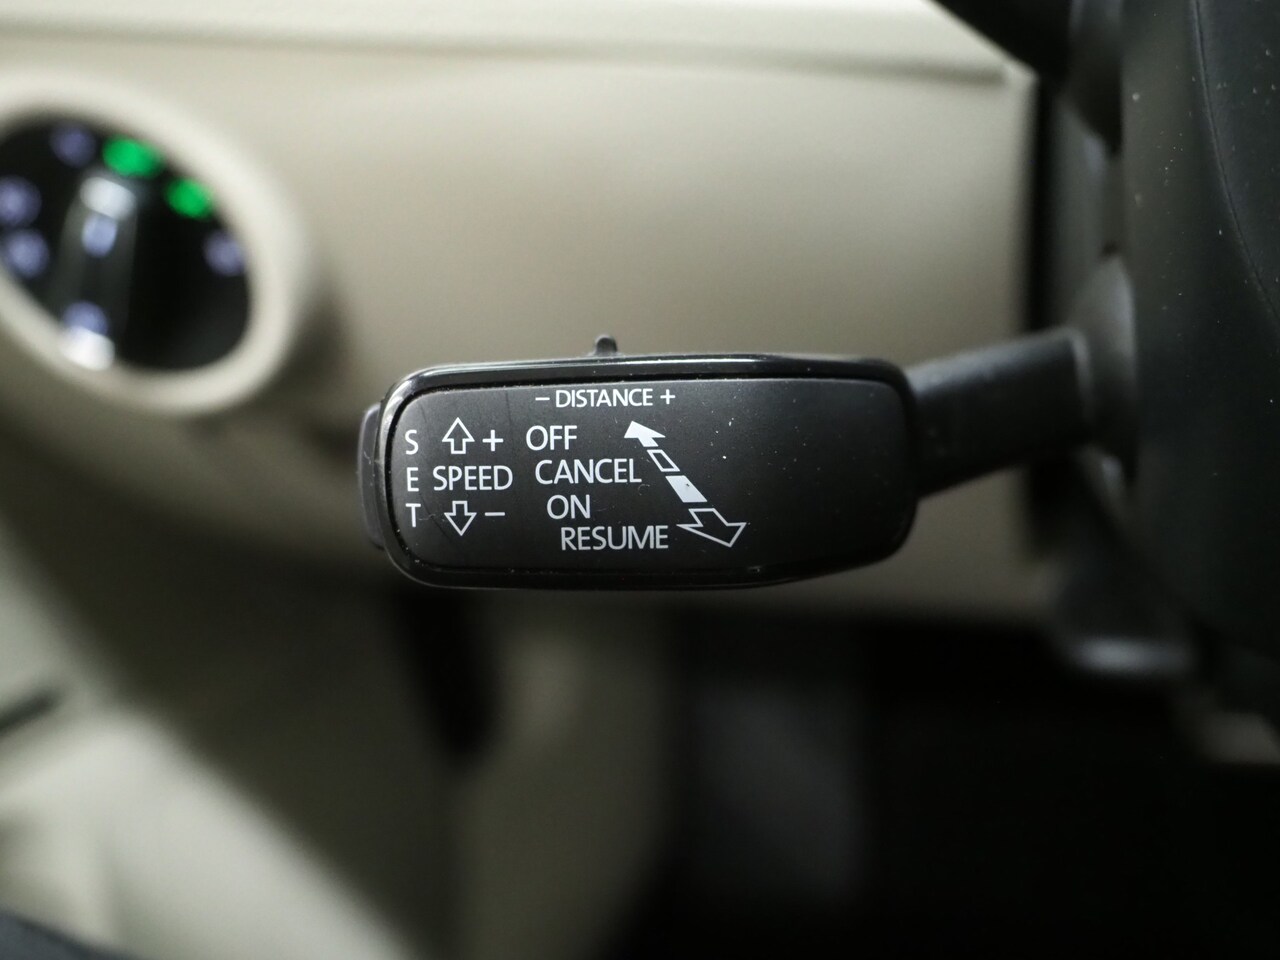 − DISTANCE +
S + OFF
E SPEED CANCEL
T − ON
RESUME